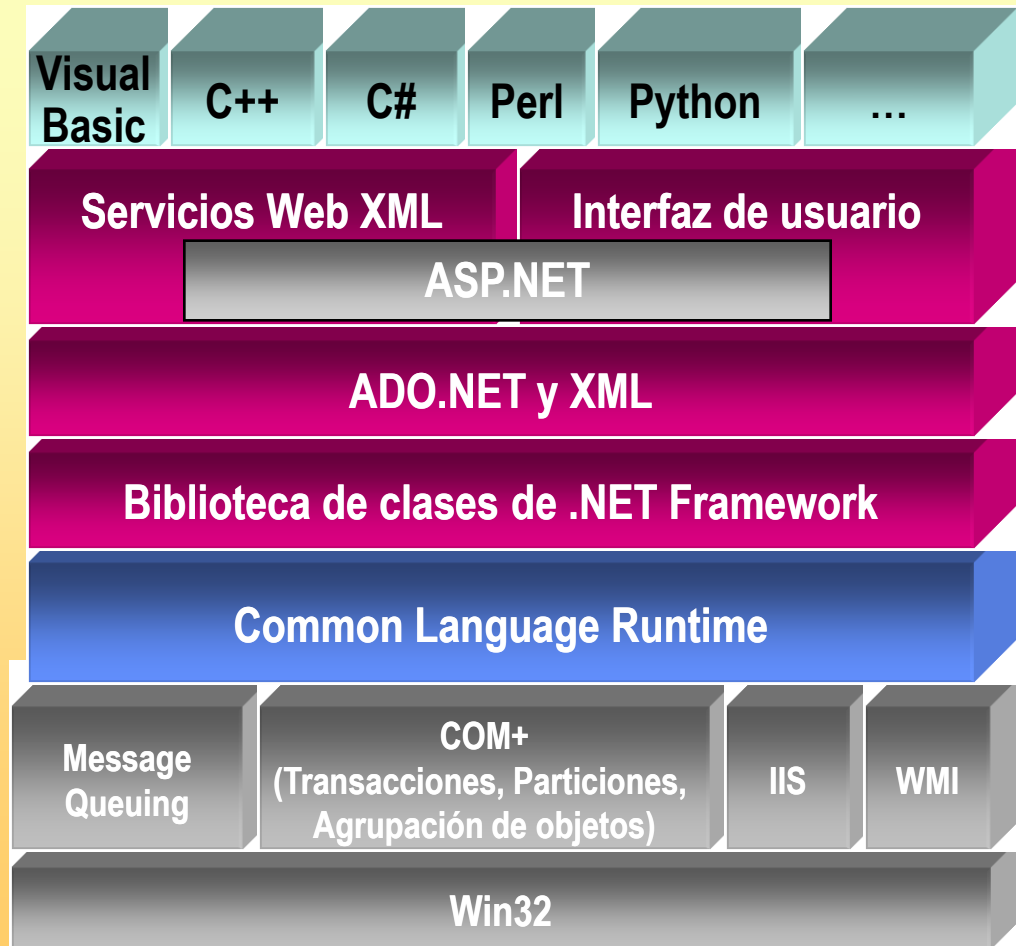 Visual
Basic
C++
C#
Perl
Python
...
Servicios Web XML
Interfaz de usuario
ASP.NET
ADO.NET y XML
Biblioteca de clases de .NET Framework
Common Language Runtime
Message
Queuing
COM+
(Transacciones, Particiones,
Agrupación de objetos)
IIS
WMI
Win32